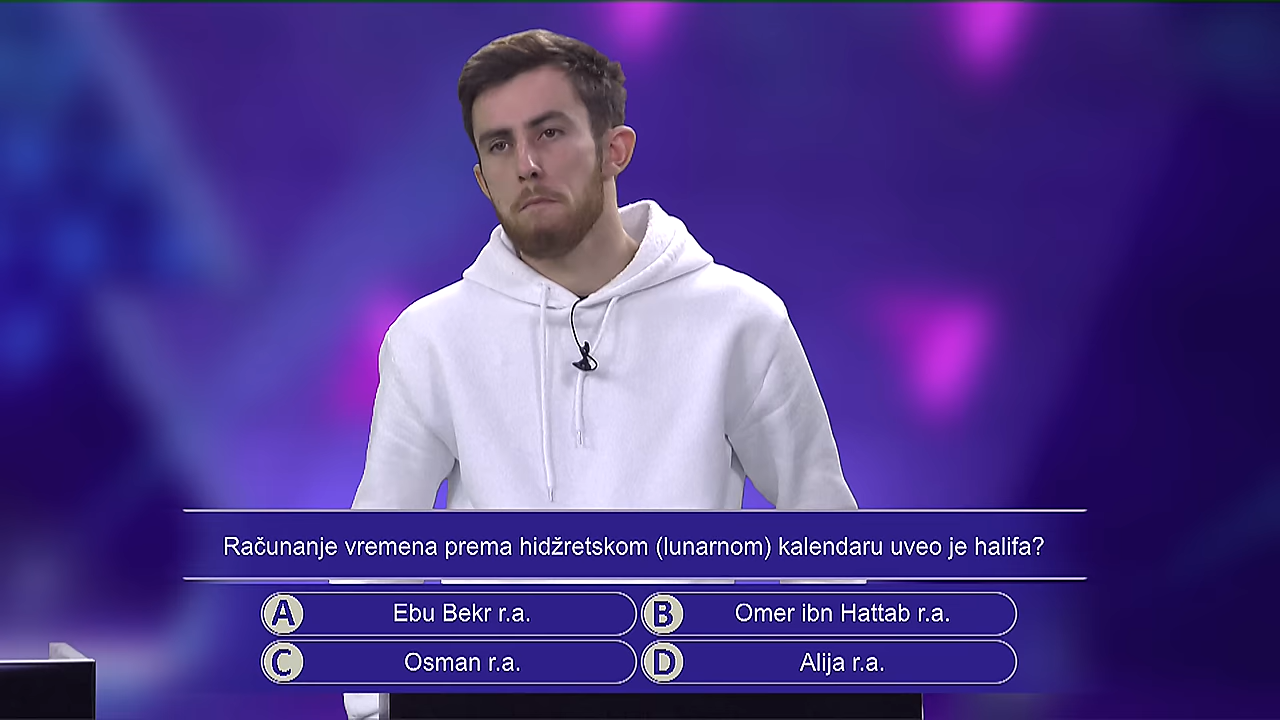 Računanje vremena prema hidžretskom (lunarnom) kalendaru uveo je halifa?
A Ebu Bekr r.a.
B Omer ibn Hattab r.a.
C Osman r.a.
D Alija r.a.